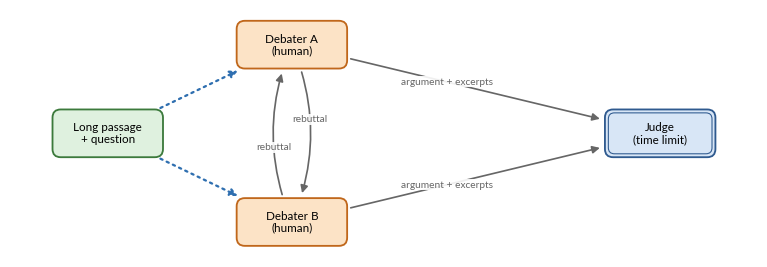 Debater A
(human)
argument + excerpts
rebuttal
Long passage
+ question
Judge
(time limit)
rebuttal
argument + excerpts
Debater B
(human)